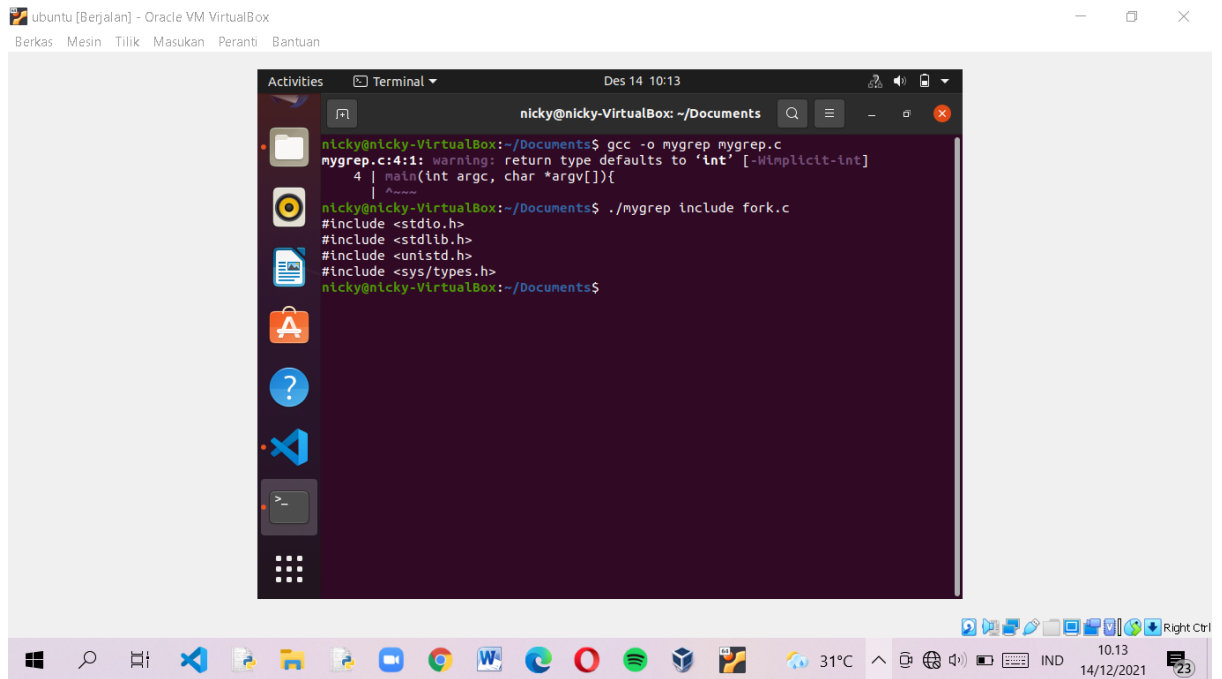 ubuntu [Berjalan] - Oracle VM VirtualBox
Berkas Mesin Tilik Masukan Peranti Bantuan
Activities Terminal Des 14 10:13
nicky@nicky-VirtualBox: ~/Documents
nicky@nicky-VirtualBox:~/Documents$ gcc -o mygrep mygrep.c
mygrep.c:4:1: warning: return type defaults to ‘int’ [-Wimplicit-int]
4 | main(int argc, char *argv[]){
| ^~~~
nicky@nicky-VirtualBox:~/Documents$ ./mygrep include fork.c
#include <stdio.h>
#include <stdlib.h>
#include <unistd.h>
#include <sys/types.h>
nicky@nicky-VirtualBox:~/Documents$
Right Ctrl
31°C IND 10.13
14/12/2021 23